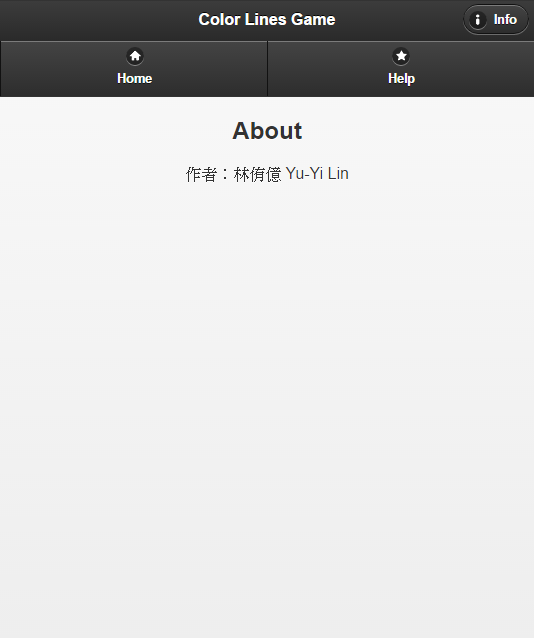 Color Lines Game
Info
Home
Help
About
作者：林侑億 Yu-Yi Lin